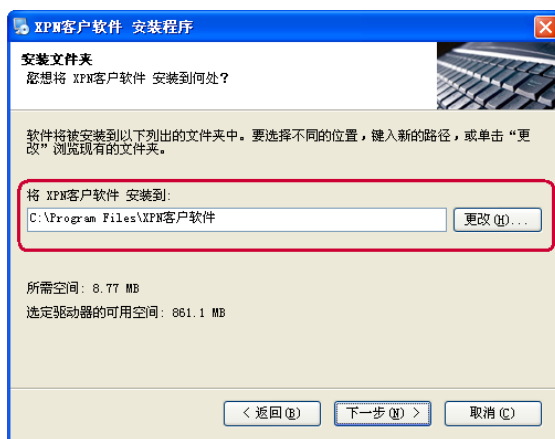 XPN客户软件 安装程序
安装文件夹
您想将 XPN客户软件 安装到何处?
软件将被安装到以下列出的文件夹中。要选择不同的位置，键入新的路径，或单击“更
改”浏览现有的文件夹。
将 XPN客户软件 安装到:
C:\Program Files\XPN客户软件
更改(H)...
所需空间: 8.77 MB
选定驱动器的可用空间: 861.1 MB
< 返回(B)
下一步(N) >
取消(C)